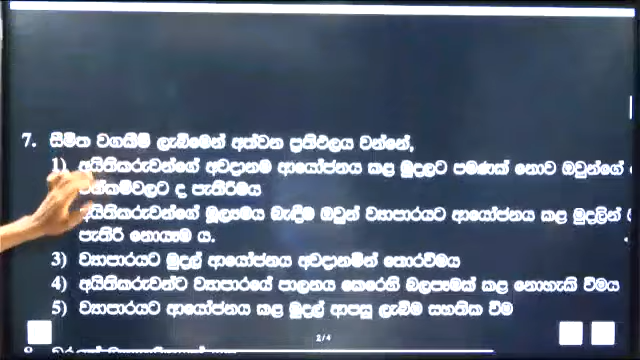 7. සීමිත වගකීම් ලැබීමෙන් අත්වන ප්‍රතිඵලය වන්නේ,
1) අයිතිකරුවන්ගේ අවදානම ආයෝජනය කළ මුදලට පමණක් නොව ඔවුන්ගේ
වත්කම්වලට ද පැතිරීමය
අයිතිකරුවන්ගේ මූල්‍යමය බැඳීම ඔවුන් ව්‍යාපාරයට ආයෝජනය කළ මුදලින්
පැතිරී නොයෑම ය.
3) ව්‍යාපාරයට මුදල් ආයෝජනය අවදානමින් තොරවීමය
4) අයිතිකරුවන්ට ව්‍යාපාරයේ පාලනය කෙරෙහි බලපෑමක් කළ නොහැකි වීමය
5) ව්‍යාපාරයට ආයෝජනය කළ මුදල් ආපසු ලැබීම සහතික වීම
2/4